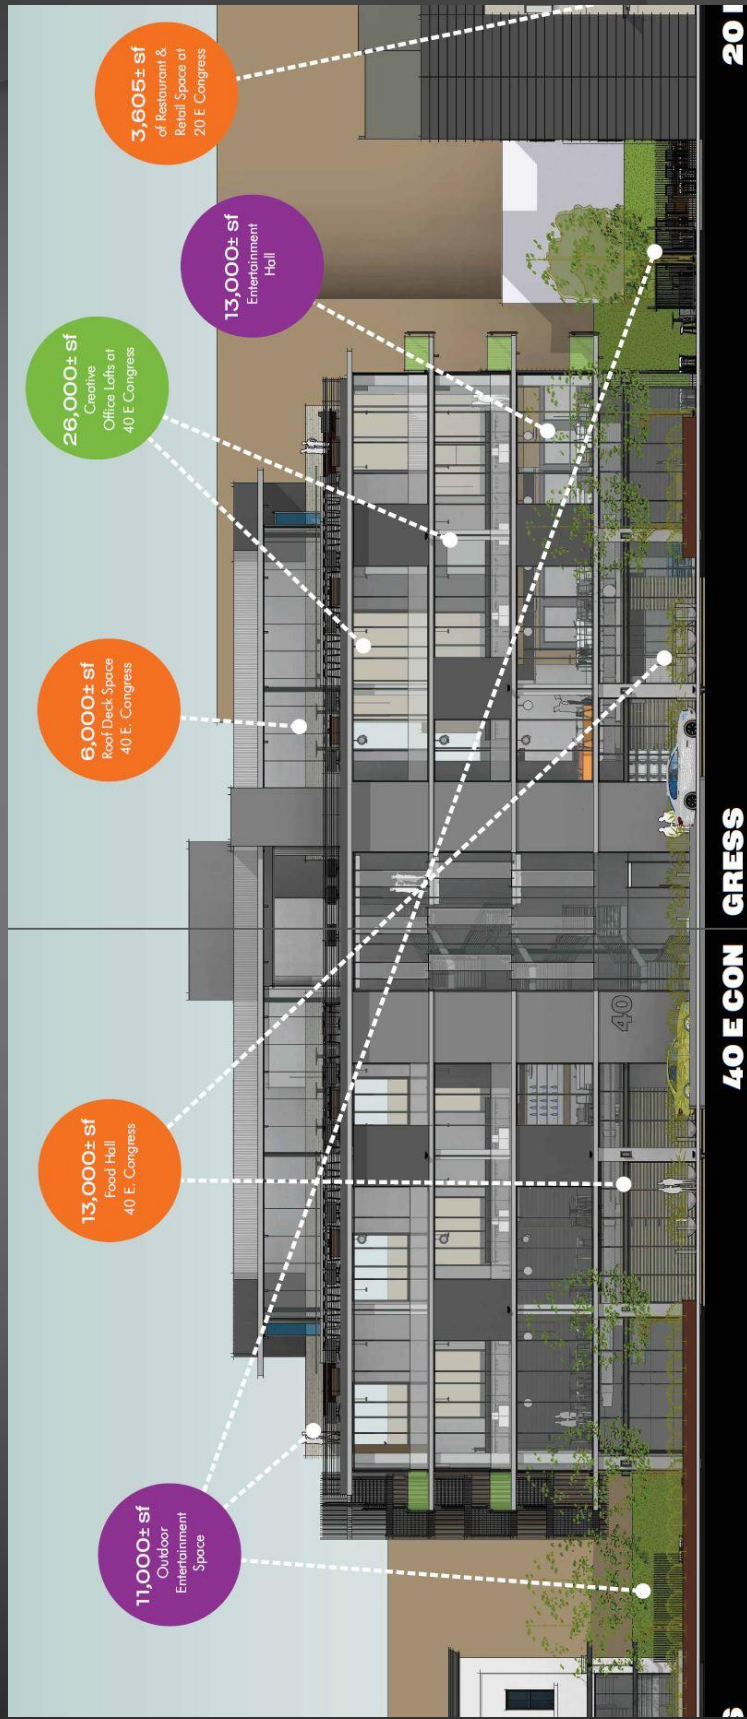 11,000± sf
Outdoor
Entertainment
Space
13,000± sf
Food Hall
40 E. Congress
6,000± sf
Roof Deck Space
40 E. Congress
26,000± sf
Creative
Office Lofts at
40 E Congress
13,000± sf
Entertainment
Hall
3,605± sf
of Restaurant &
Retail Space at
20 E Congress
40
S
40 E CON GRESS
20